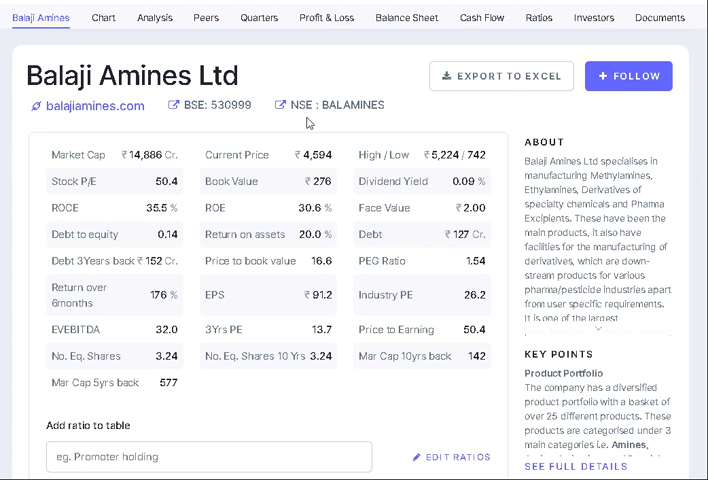 Balaji Amines Chart Analysis Peers Quarters Profit & Loss Balance Sheet Cash Flow Ratios Investors Documents
Balaji Amines Ltd
EXPORT TO EXCEL
+ FOLLOW
balajiamines.com BSE: 530999 NSE : BALAMINES
Market Cap ₹ 14,886 Cr. Current Price ₹ 4,594 High / Low ₹ 5,224 / 742
Stock P/E 50.4 Book Value ₹ 276 Dividend Yield 0.09 %
ROCE 35.5 % ROE 30.6 % Face Value ₹ 2.00
Debt to equity 0.14 Return on assets 20.0 % Debt ₹ 127 Cr.
Debt 3Years back ₹ 152 Cr. Price to book value 16.6 PEG Ratio 1.54
Return over 6months 176 % EPS ₹ 91.2 Industry PE 26.2
EVEBITDA 32.0 3Yrs PE 13.7 Price to Earning 50.4
No. Eq. Shares 3.24 No. Eq. Shares 10 Yrs 3.24 Mar Cap 10yrs back 142
Mar Cap 5yrs back 577
Add ratio to table
eg. Promoter holding
EDIT RATIOS
ABOUT
Balaji Amines Ltd specialises in
manufacturing Methylamines,
Ethylamines, Derivatives of
specialty chemicals and Phama
Excipients. These have been the
main products, it also have
facilities for the manufacturing of
derivatives, which are down-
stream products for various
pharma/pesticide industries apart
from user specific requirements.
It is one of the largest
KEY POINTS
Product Portfolio
The company has a diversified
product portfolio with a basket of
over 25 different products. These
products are categorised under 3
main categories i.e. Amines,
SEE FULL DETAILS